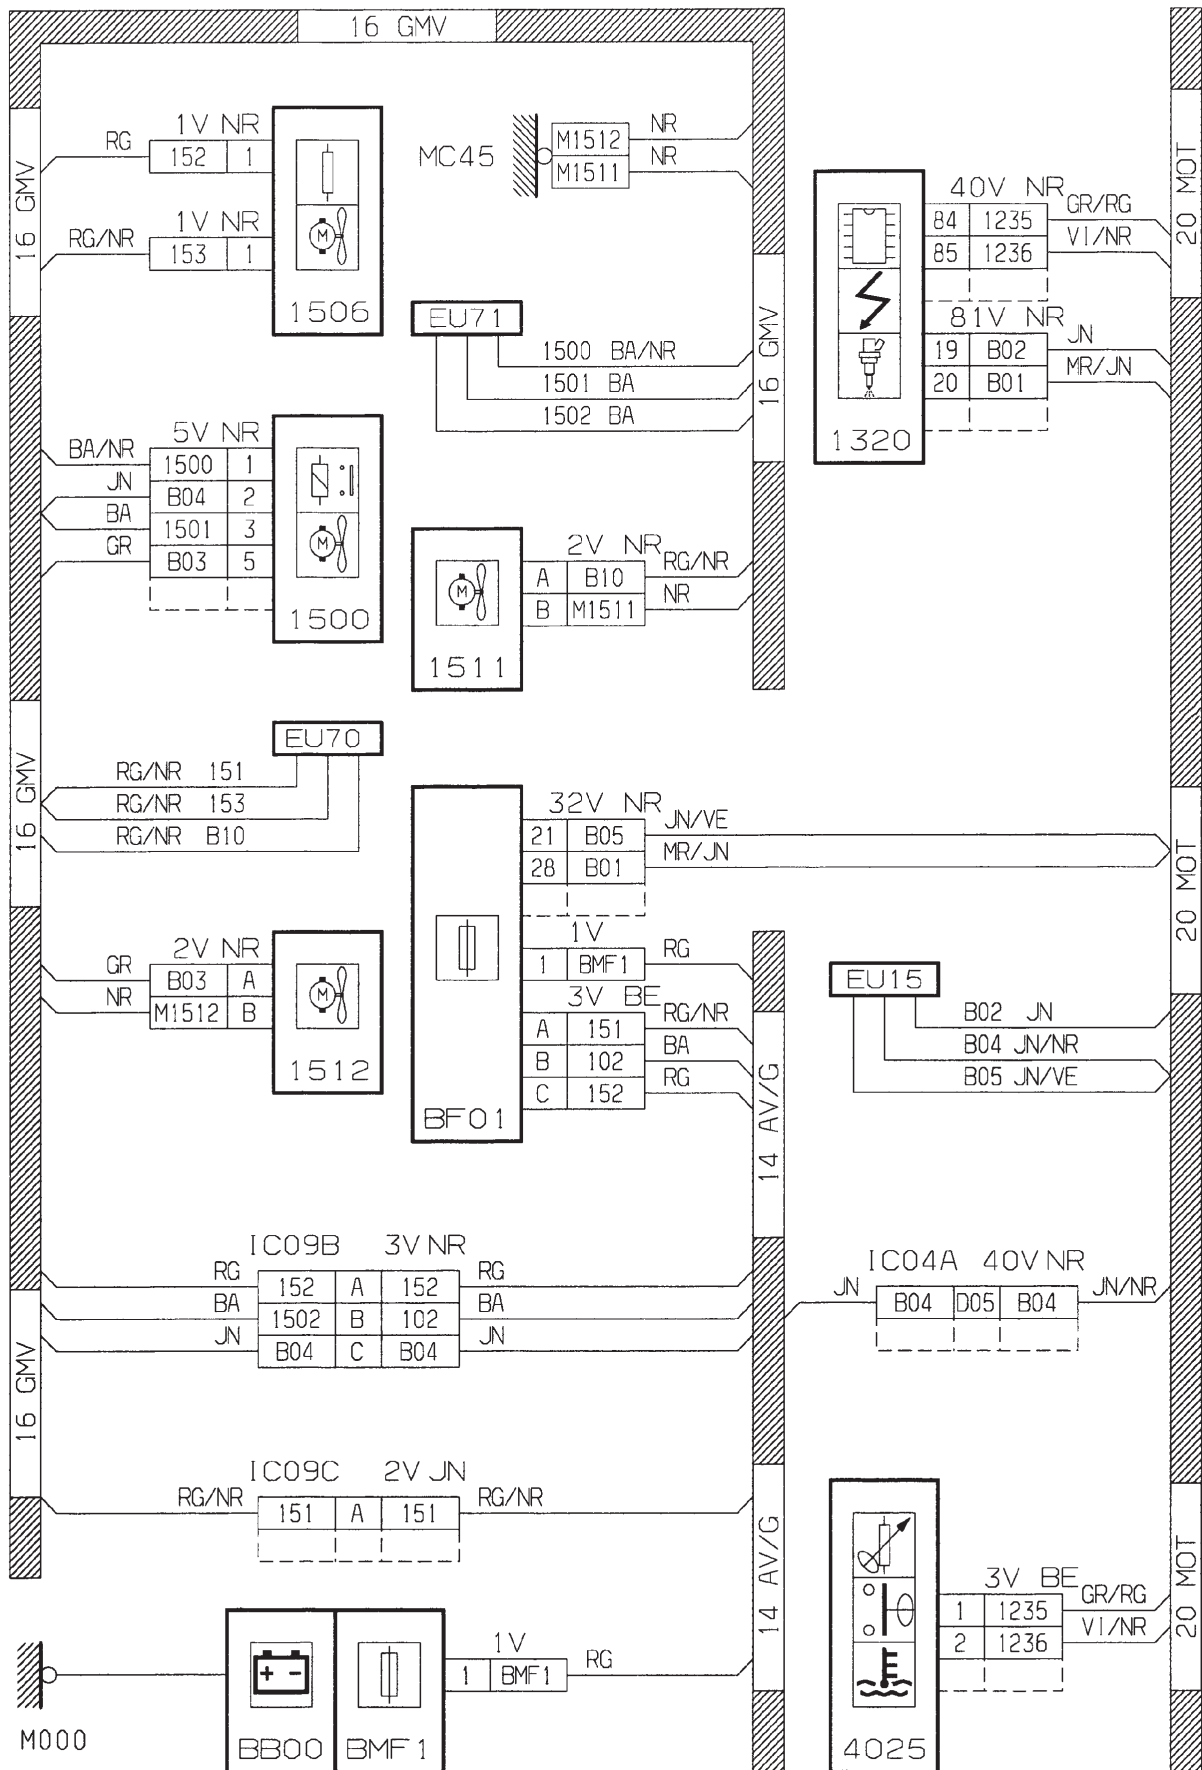 16 GMV
1V NR
RG 152 1
1V NR
RG/NR 153 1
1506
16 GMV
MC45
M1512 NR
M1511 NR
20 MOT
40V NR
84 1235 GR/RG
85 1236 VI/NR
81V NR
19 B02 JN
20 B01 MR/JN
1320
EU71
1500 BA/NR
1501 BA
1502 BA
16 GMV
5V NR
BA/NR 1500 1
JN B04 2
BA 1501 3
GR B03 5
M
1500
2V NR
A B10 RG/NR
B M1511 NR
M
1511
EU70
RG/NR 151
RG/NR 153
RG/NR B10
16 GMV
32V NR
21 B05 JN/VE
28 B01 MR/JN
1V
1 BMF1 RG
3V BE
A 151 RG/NR
B 102 BA
C 152 RG
BF01
20 MOT
2V NR
GR B03 A
NR M1512 B
M
1512
EU15
B02 JN
B04 JN/NR
B05 JN/VE
14 AV/G
IC09B 3V NR
RG 152 A 152 RG
BA 1502 B 102 BA
JN B04 C B04 JN
16 GMV
IC04A 40V NR
JN B04 D05 B04 JN/NR
IC09C 2V JN
RG/NR 151 A 151 RG/NR
14 AV/G
M000
+ -
BB00
BMF1
1V
1 BMF1 RG
3V BE
1 1235 GR/RG
2 1236 VI/NR
4025
20 MOT
M